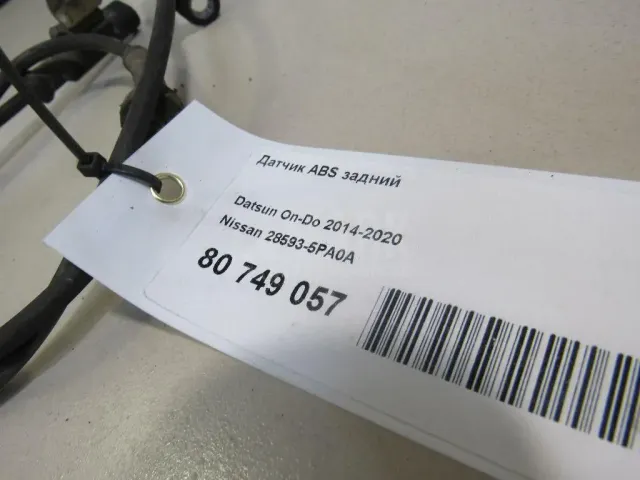 Датчик ABS задний
Datsun On-Do 2014-2020
Nissan 28593-5PA0A
80 749 057